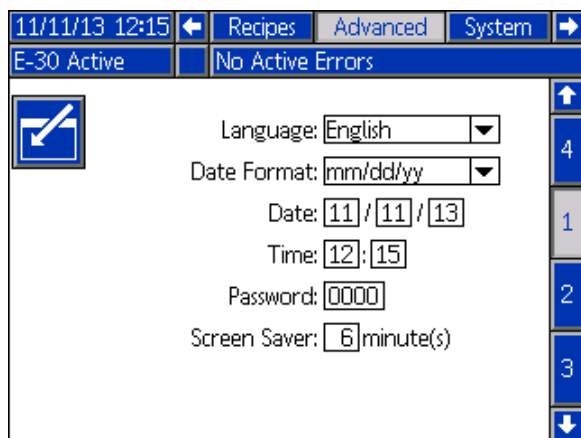 11/11/13 12:15 Recipes Advanced System
E-30 Active No Active Errors
Language: English
4
Date Format: mm/dd/yy
Date: 11 / 11 / 13
1
Time: 12 : 15
Password: 0000
2
Screen Saver: 6 minute(s)
3